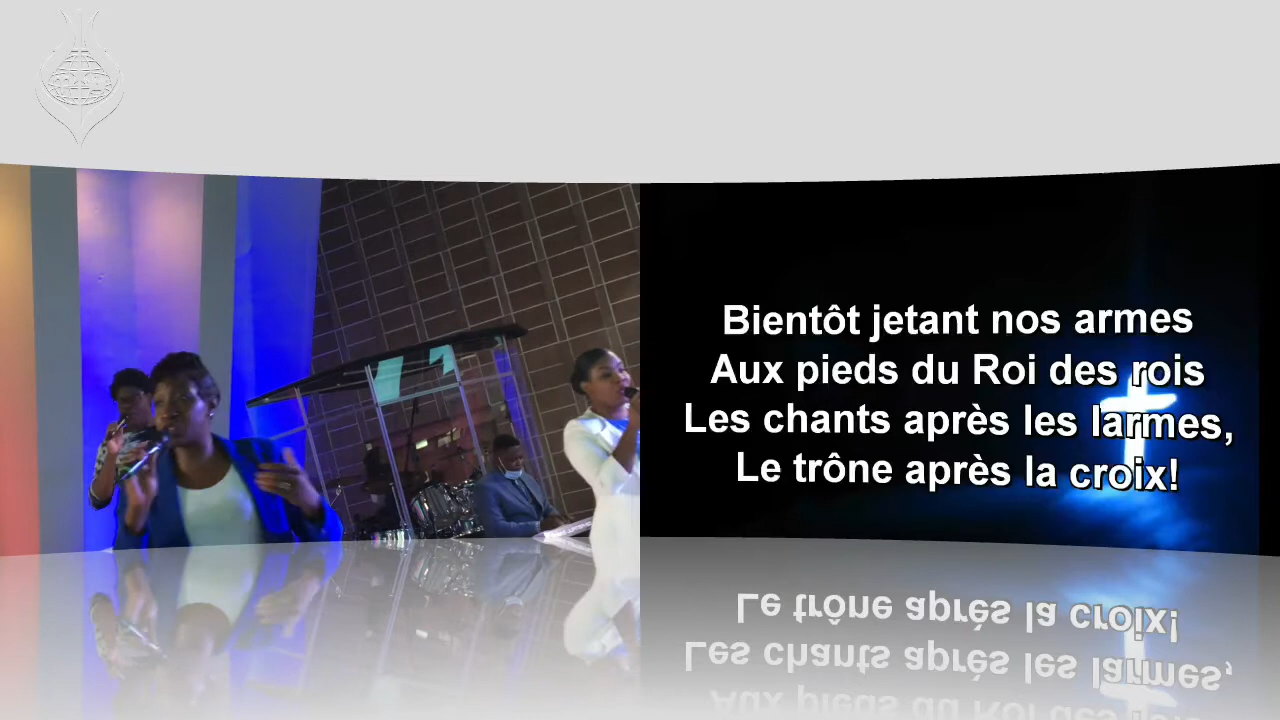 Bientôt jetant nos armes
Aux pieds du Roi des rois
Les chants après les larmes,
Le trône après la croix!